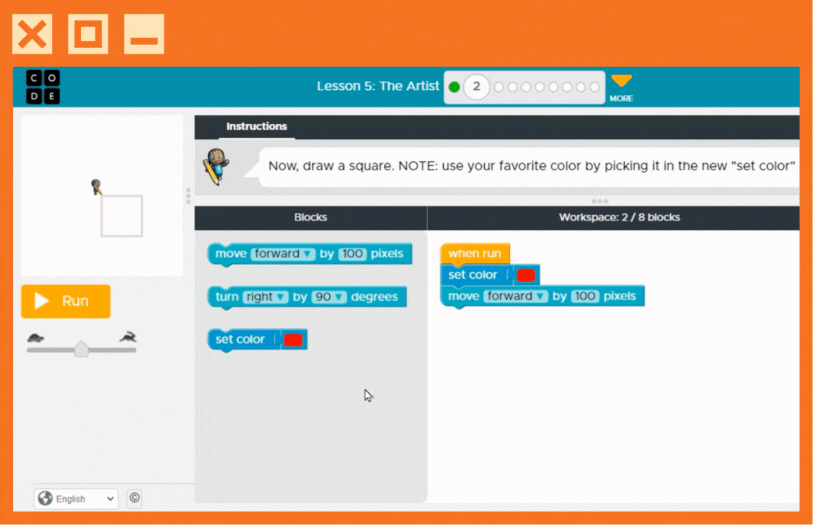 C O
D E
Lesson 5: The Artist
2
MORE
Instructions
Now, draw a square. NOTE: use your favorite color by picking it in the new "set color"
Blocks
Workspace: 2 / 8 blocks
move forward ▾ by 100 pixels
turn right ▾ by 90 ▾ degrees
set color
when run
set color
move forward ▾ by 100 pixels
Run
English
©